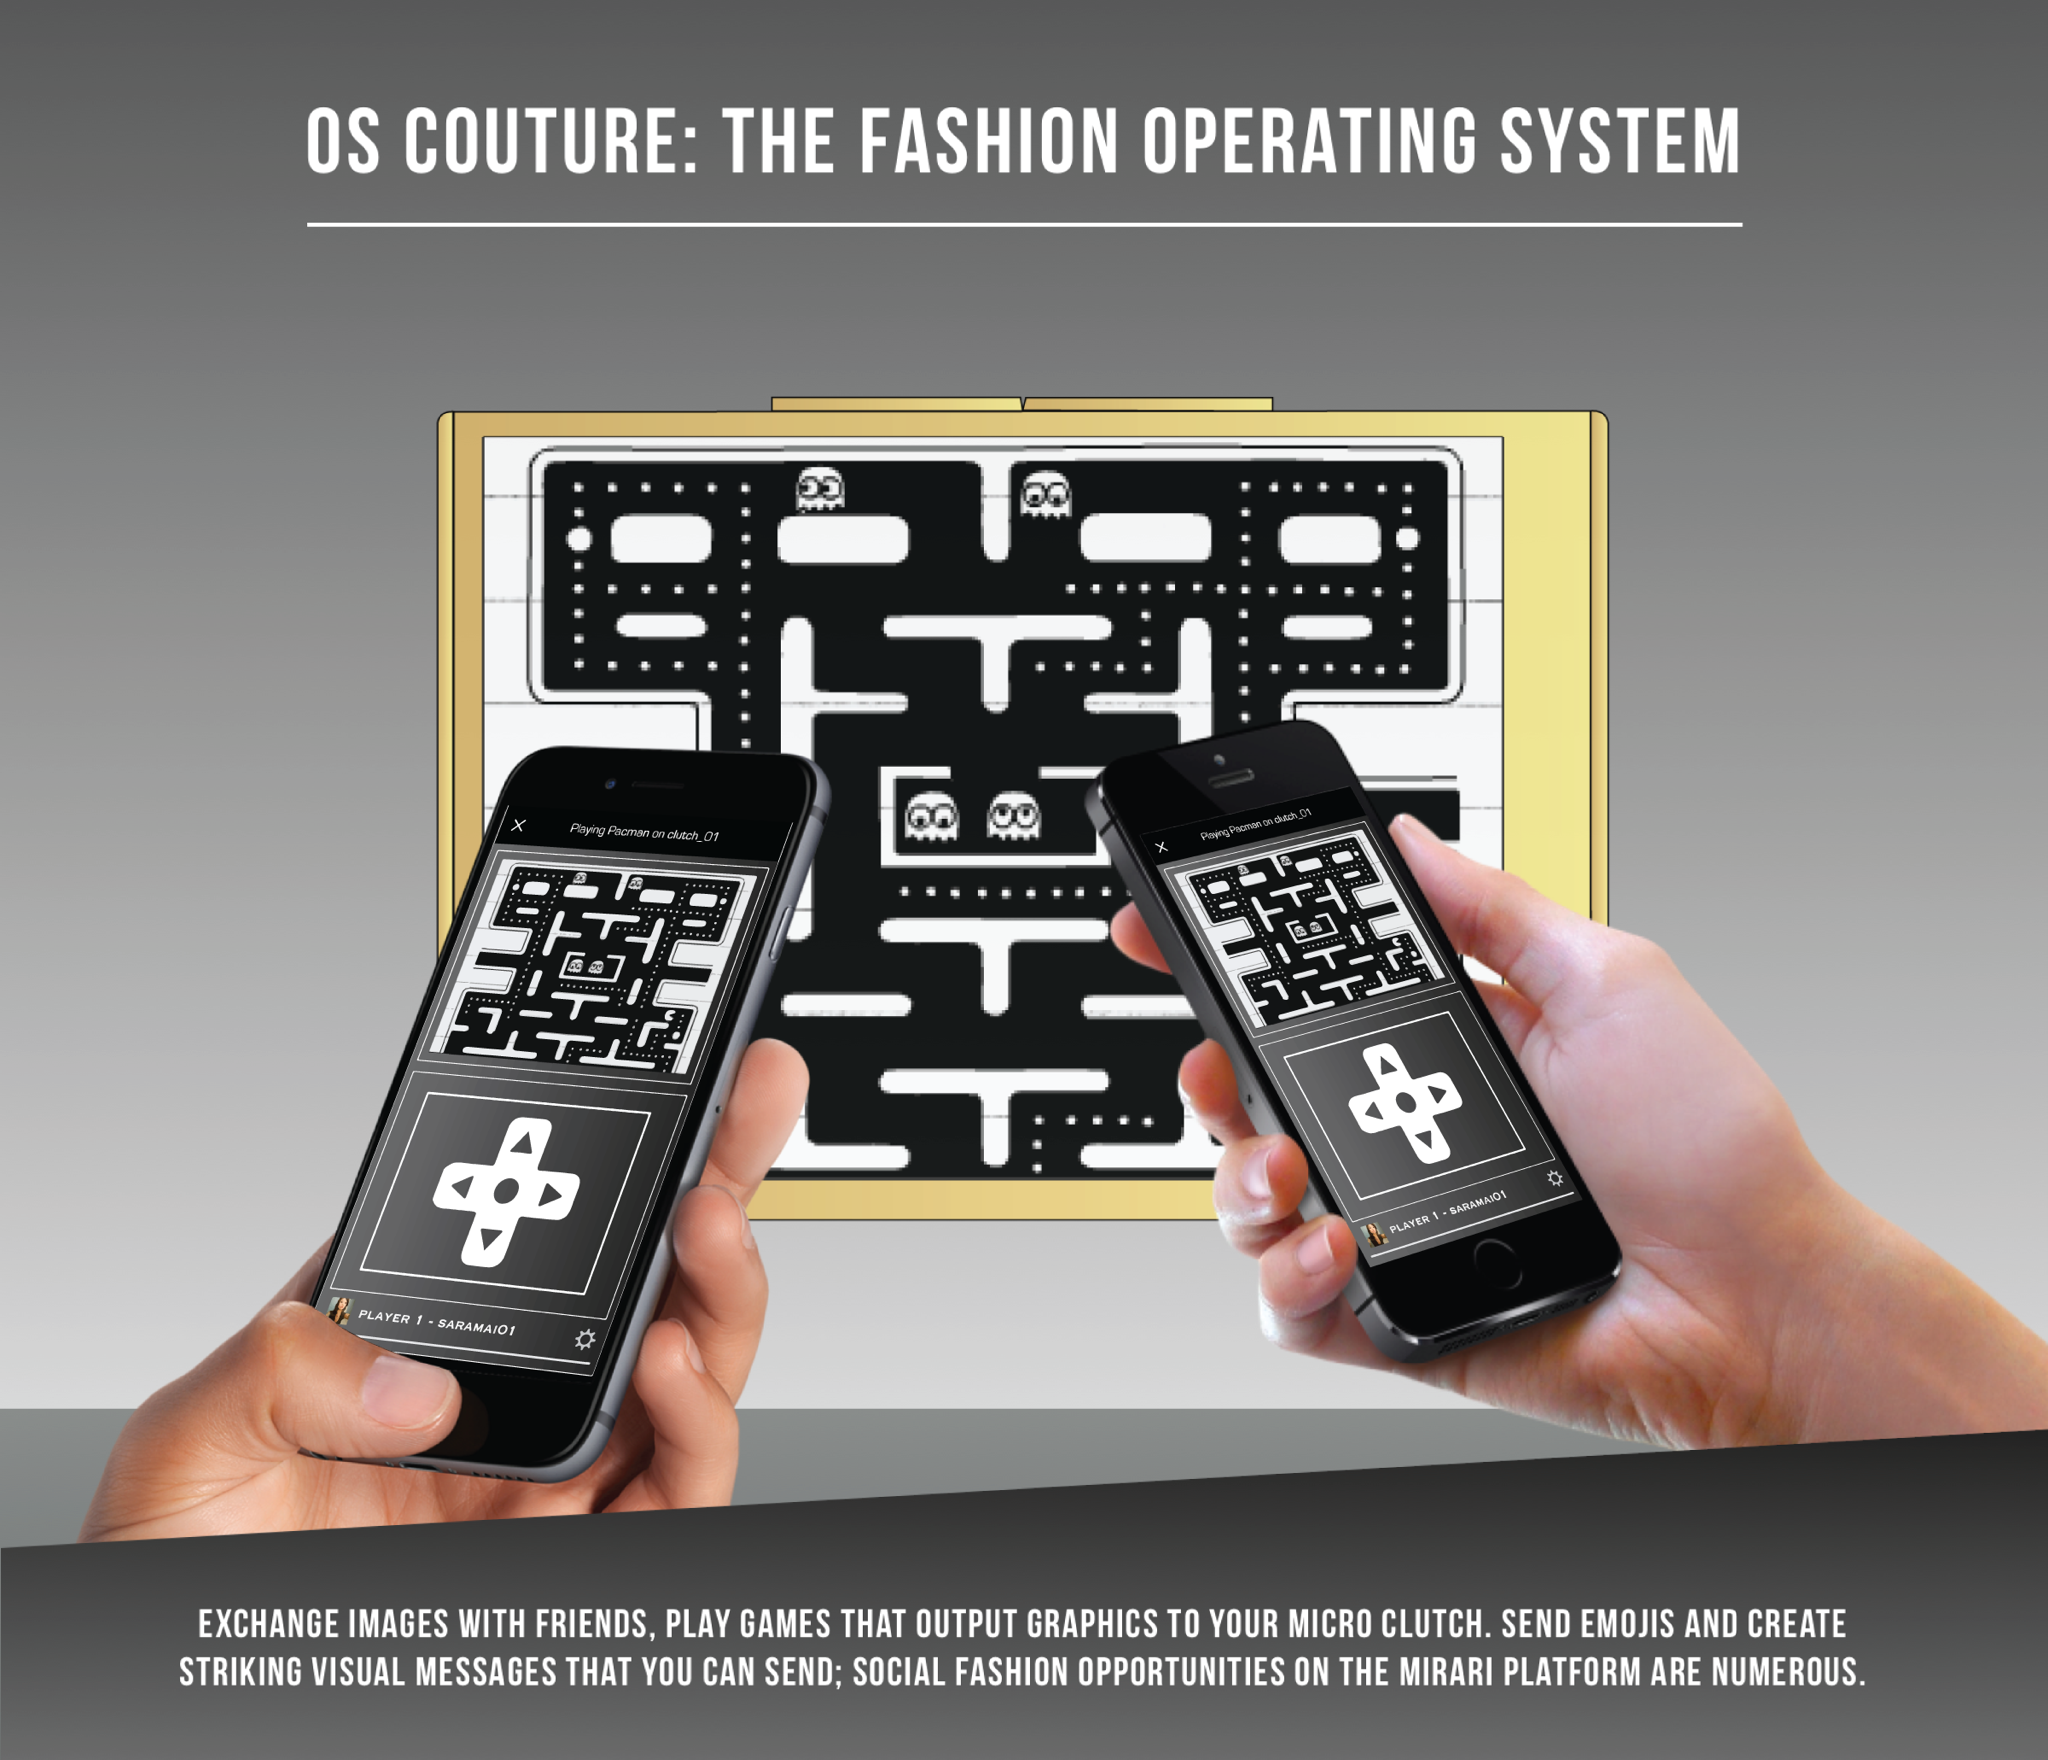 OS COUTURE: THE FASHION OPERATING SYSTEM
Playing Pacman on clutch_01
PLAYER 1 - SARAMAI01
Playing Pacman on clutch_01
PLAYER 1 - SARAMAI01
EXCHANGE IMAGES WITH FRIENDS, PLAY GAMES THAT OUTPUT GRAPHICS TO YOUR MICRO CLUTCH. SEND EMOJIS AND CREATE
STRIKING VISUAL MESSAGES THAT YOU CAN SEND; SOCIAL FASHION OPPORTUNITIES ON THE MIRARI PLATFORM ARE NUMEROUS.